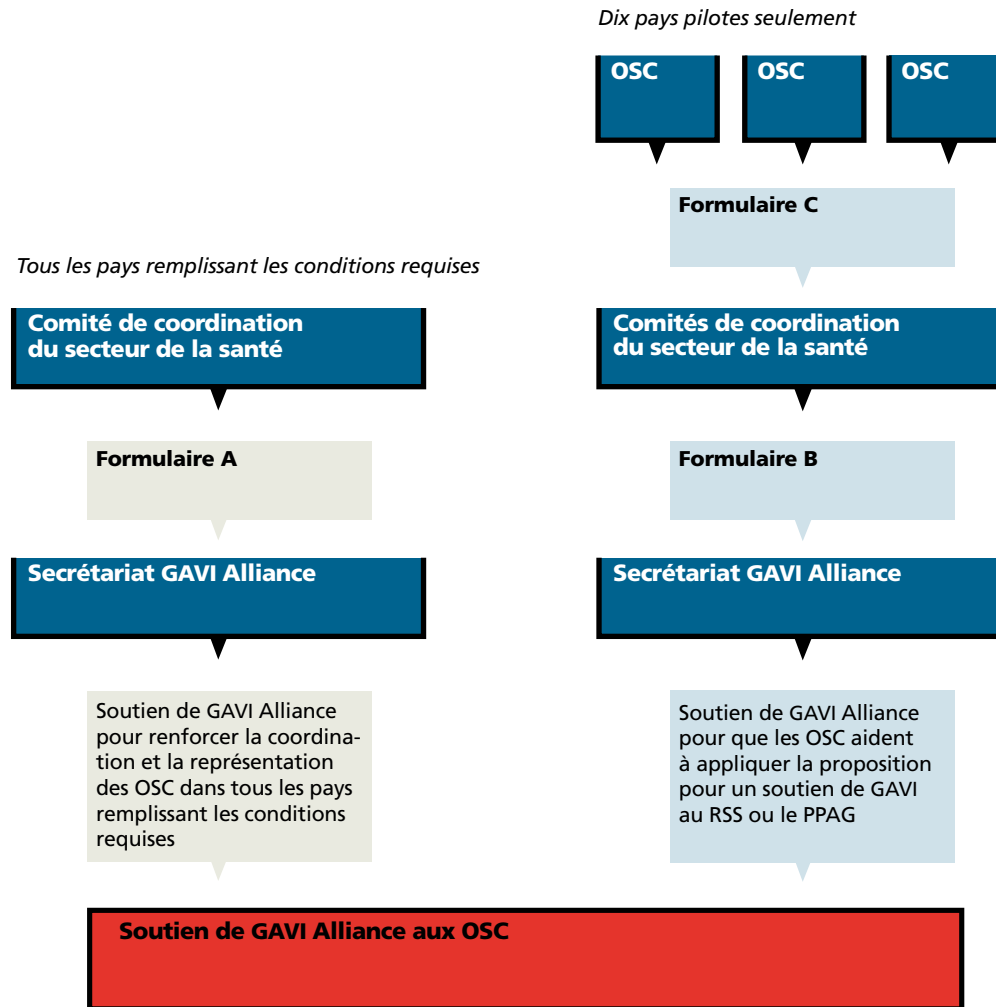 Dix pays pilotes seulement
OSC
OSC
OSC
Formulaire C
Tous les pays remplissant les conditions requises
Comité de coordination
du secteur de la santé
Comités de coordination
du secteur de la santé
Formulaire A
Formulaire B
Secrétariat GAVI Alliance
Secrétariat GAVI Alliance
Soutien de GAVI Alliance
pour renforcer la coordina-
tion et la représentation
des OSC dans tous les pays
remplissant les conditions
requises
Soutien de GAVI Alliance
pour que les OSC aident
à appliquer la proposition
pour un soutien de GAVI
au RSS ou le PPAG
Soutien de GAVI Alliance aux OSC